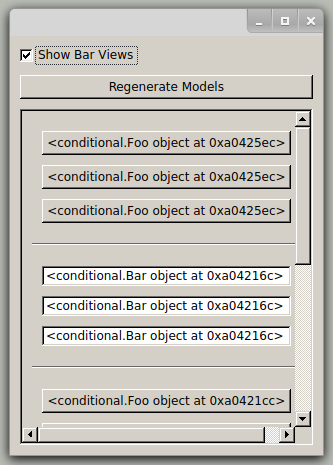 Show Bar Views
Regenerate Models
<conditional.Foo object at 0xa0425ec>
<conditional.Foo object at 0xa0425ec>
<conditional.Foo object at 0xa0425ec>
<conditional.Bar object at 0xa04216c>
<conditional.Bar object at 0xa04216c>
<conditional.Bar object at 0xa04216c>
<conditional.Foo object at 0xa0421cc>